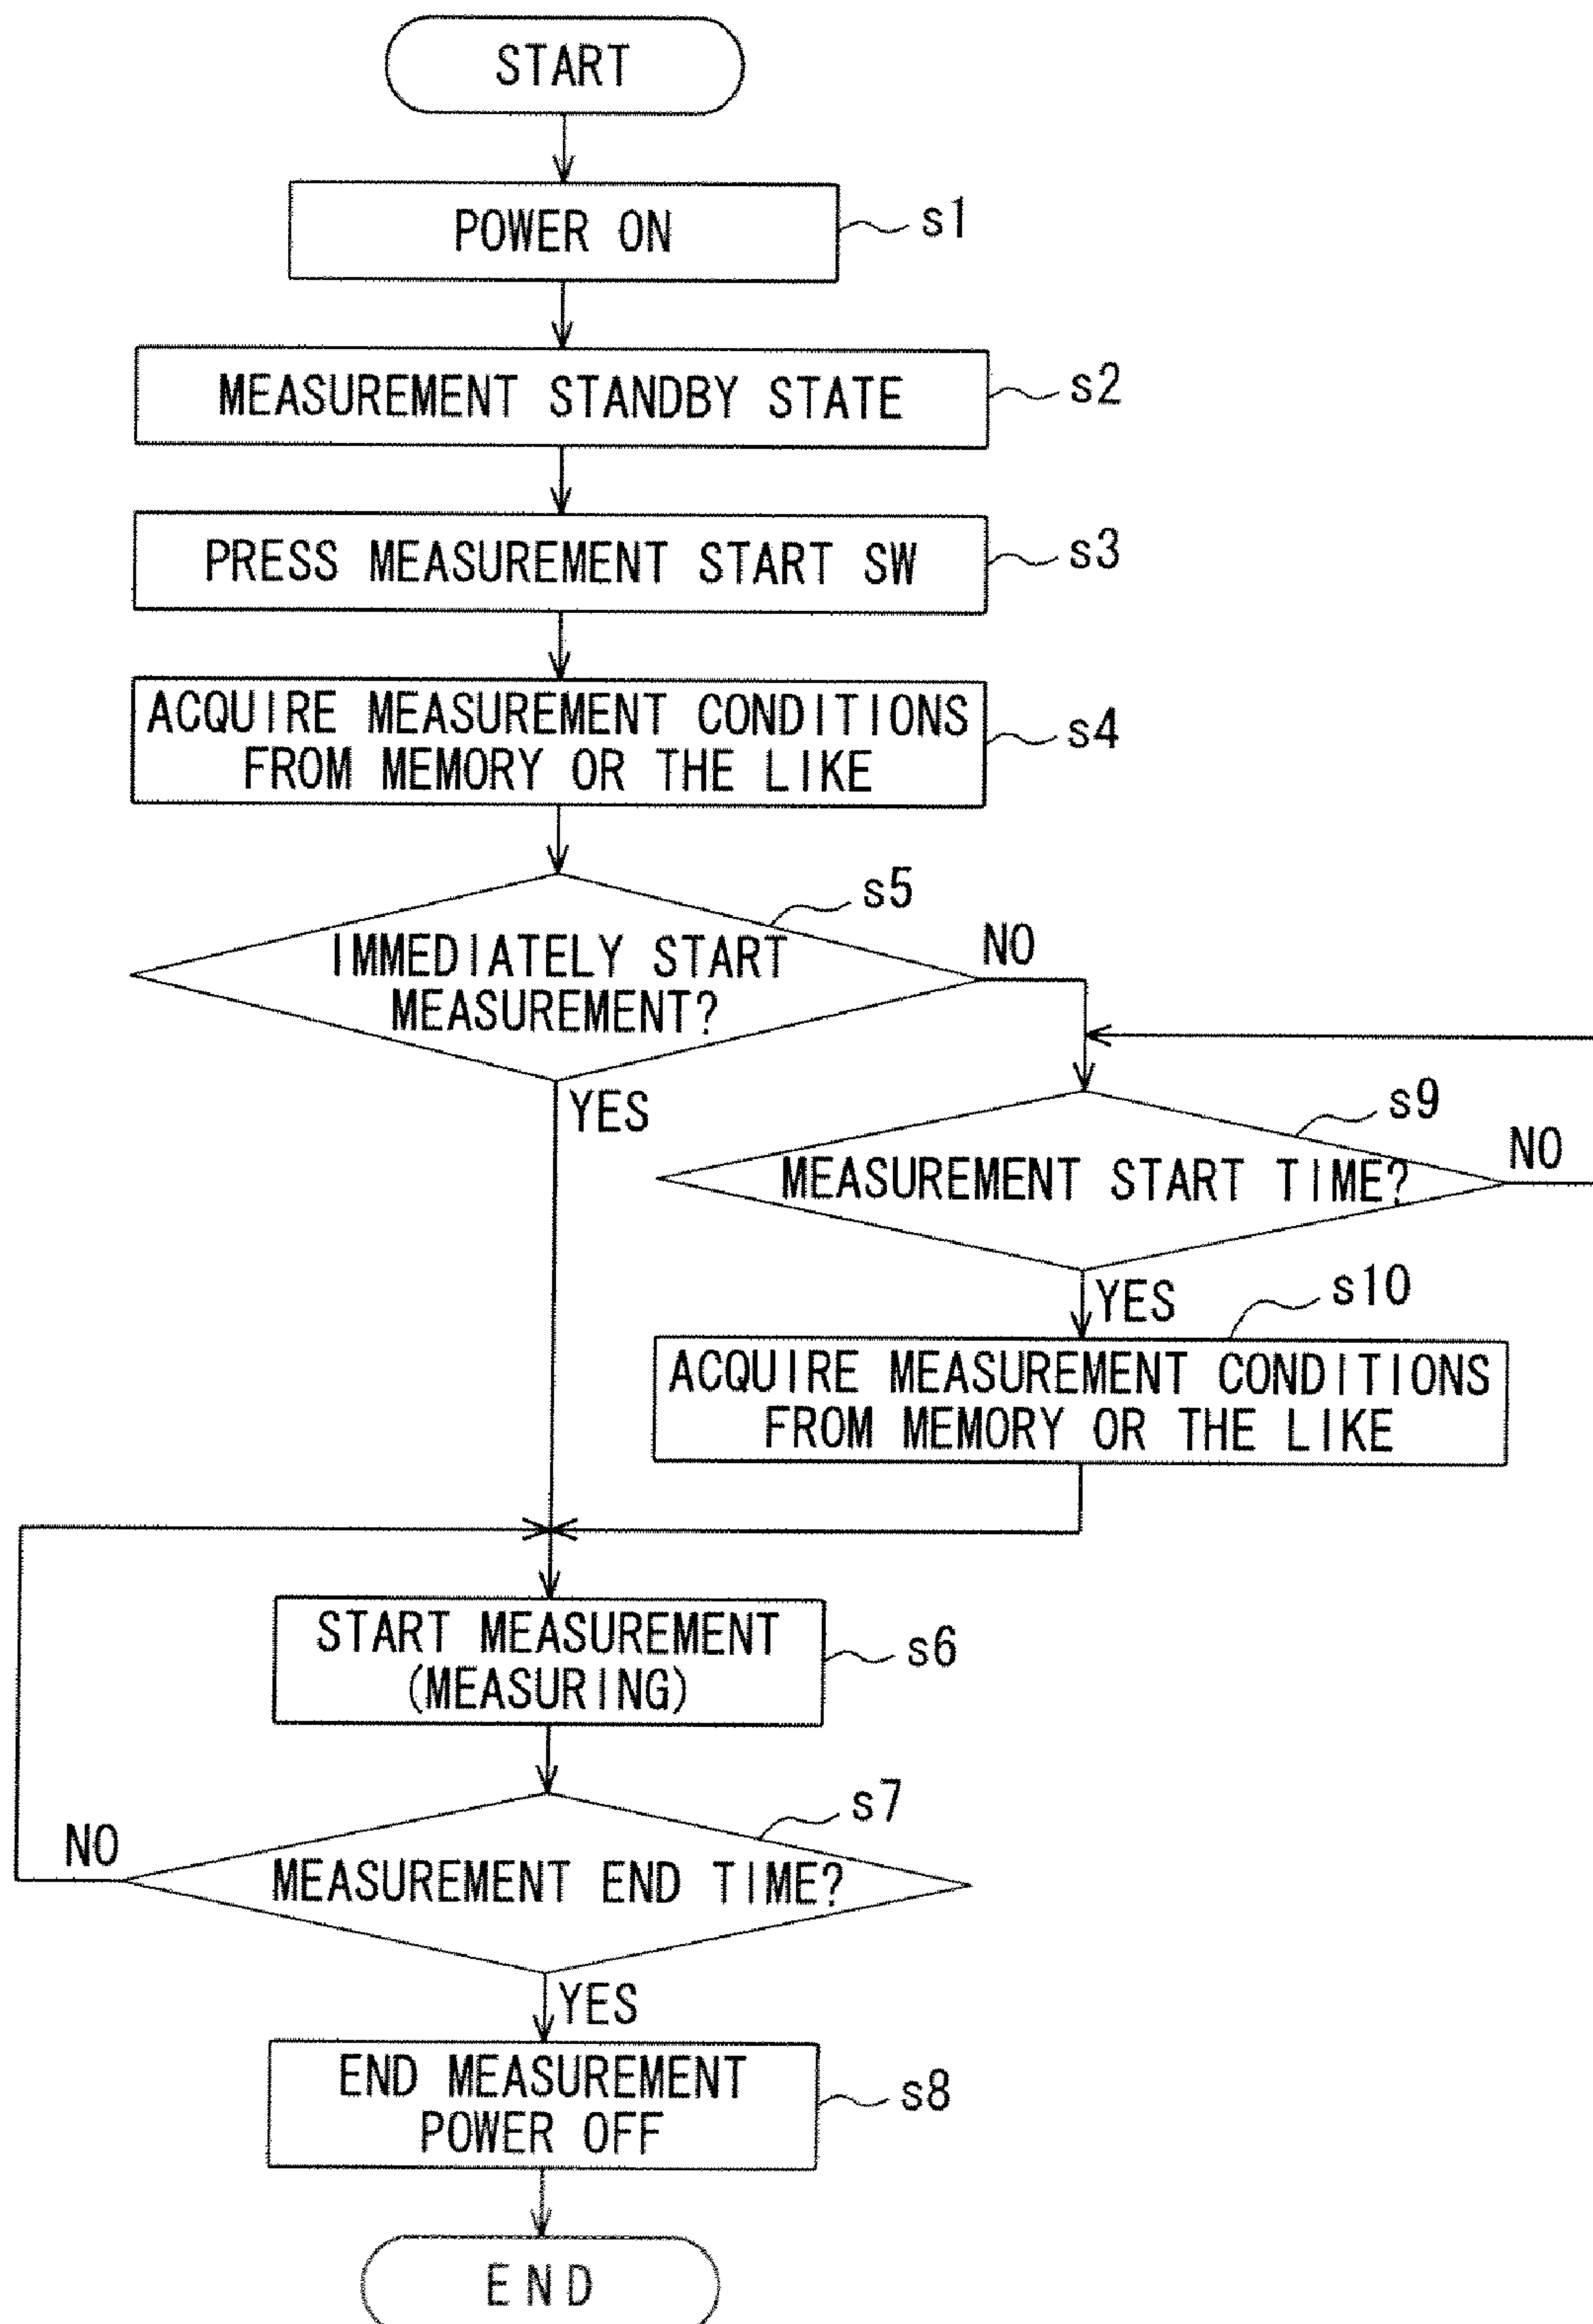 START
POWER ON
s1
MEASUREMENT STANDBY STATE
s2
PRESS MEASUREMENT START SW
s3
ACQUIRE MEASUREMENT CONDITIONS
FROM MEMORY OR THE LIKE
s4
s5
IMMEDIATELY START
MEASUREMENT?
NO
YES
s9
MEASUREMENT START TIME?
NO
YES
s10
ACQUIRE MEASUREMENT CONDITIONS
FROM MEMORY OR THE LIKE
START MEASUREMENT
(MEASURING)
s6
s7
NO
MEASUREMENT END TIME?
YES
END MEASUREMENT
POWER OFF
s8
END